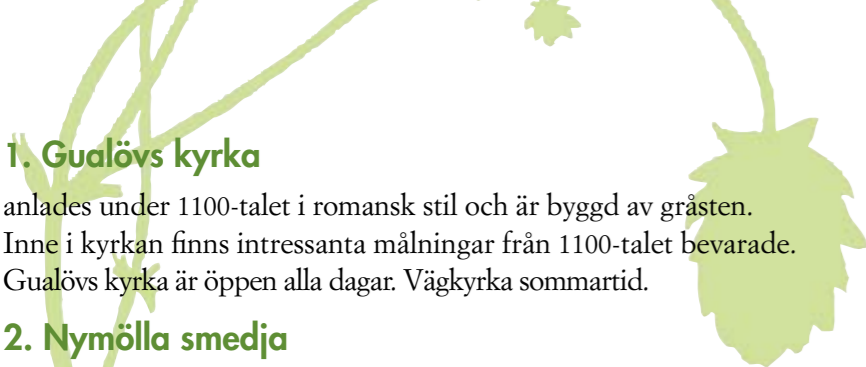 1. Gualövs kyrka
anlades under 1100-talet i romansk stil och är byggd av gråsten.
Inne i kyrkan finns intressanta målningar från 1100-talet bevarade.
Gualövs kyrka är öppen alla dagar. Vägkyrka sommartid.
2. Nymölla smedja